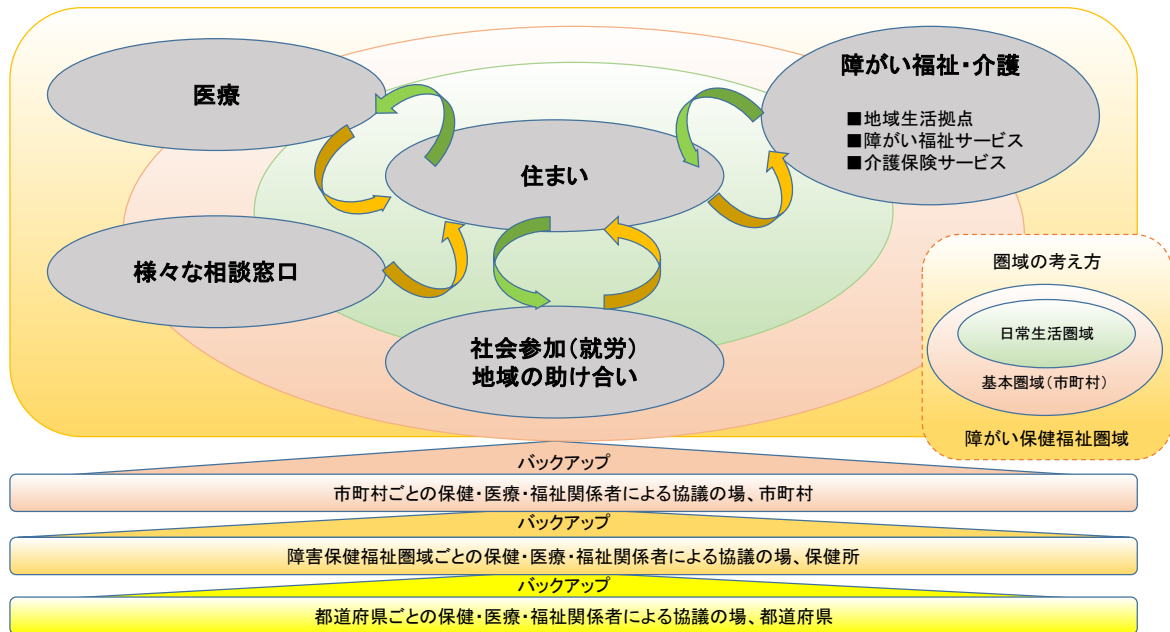 医療
障がい福祉・介護
■地域生活拠点
■障がい福祉サービス
■介護保険サービス
住まい
様々な相談窓口
社会参加（就労）
地域の助け合い
圏域の考え方
日常生活圏域
基本圏域（市町村）
障がい保健福祉圏域
バックアップ
市町村ごとの保健・医療・福祉関係者による協議の場、市町村
バックアップ
障害保健福祉圏域ごとの保健・医療・福祉関係者による協議の場、保健所
バックアップ
都道府県ごとの保健・医療・福祉関係者による協議の場、都道府県